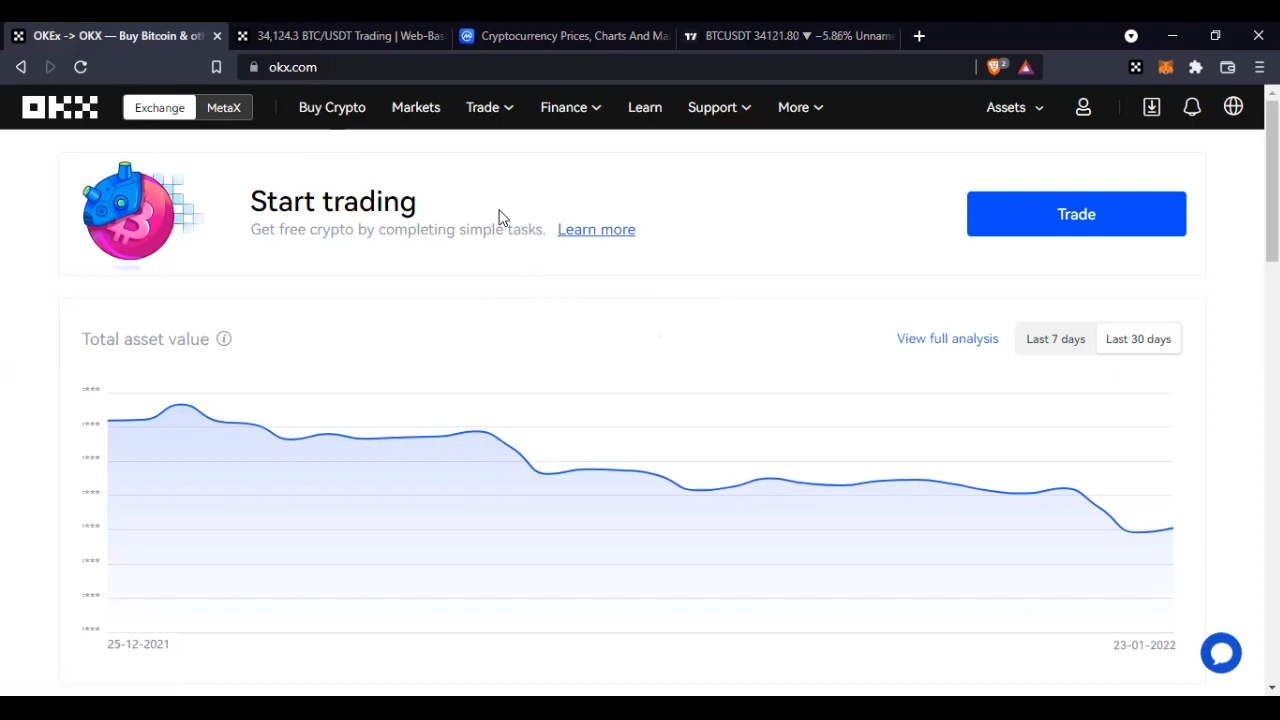 OKEx -> OKX — Buy Bitcoin & oth
34,124.3 BTC/USDT Trading | Web-Bas
Cryptocurrency Prices, Charts And Ma
BTCUSDT 34121.80 ▼ −5.86% Unnam
okx.com
2
OKX
Exchange
MetaX
Buy Crypto
Markets
Trade
Finance
Learn
Support
More
Assets
Start trading
Get free crypto by completing simple tasks. Learn more
Trade
Total asset value
View full analysis
Last 7 days
Last 30 days
:***
:***
:***
:***
:***
:***
:***
:***
25-12-2021
23-01-2022